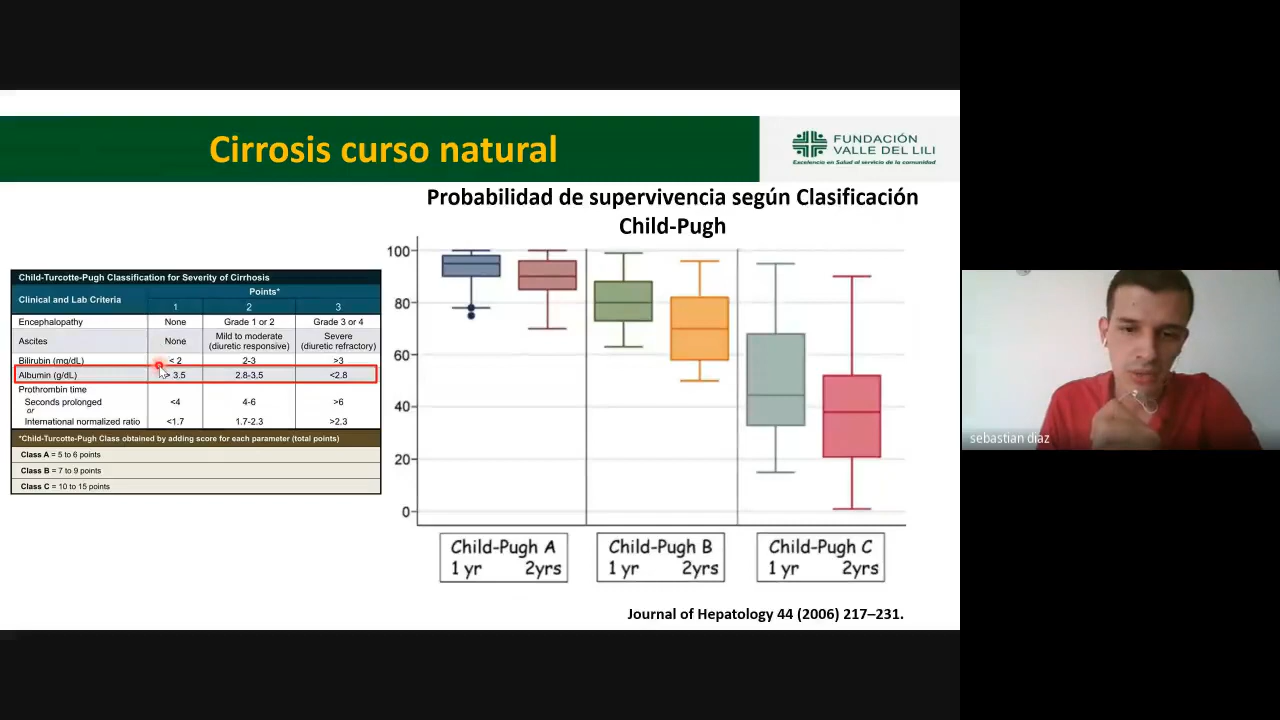 Cirrosis curso natural
FUNDACIÓN
VALLE DEL LILI
Excelencia en Salud al servicio de la comunidad
Probabilidad de supervivencia según Clasificación
Child-Pugh
Child-Turcotte-Pugh Classification for Severity of Cirrhosis
Clinical and Lab Criteria
Points*
1 2 3
Encephalopathy None Grade 1 or 2 Grade 3 or 4
Ascites None Mild to moderate (diuretic responsive) Severe (diuretic refractory)
Bilirubin (mg/dL) < 2 2-3 >3
Albumin (g/dL) > 3.5 2.8-3.5 <2.8
Prothrombin time
Seconds prolonged <4 4-6 >6
or
International normalized ratio <1.7 1.7-2.3 >2.3
*Child-Turcotte-Pugh Class obtained by adding score for each parameter (total points)
Class A = 5 to 6 points
Class B = 7 to 9 points
Class C = 10 to 15 points
100
80
60
40
20
0
Child-Pugh A
1 yr 2yrs
Child-Pugh B
1 yr 2yrs
Child-Pugh C
1 yr 2yrs
Journal of Hepatology 44 (2006) 217–231.
sebastian diaz